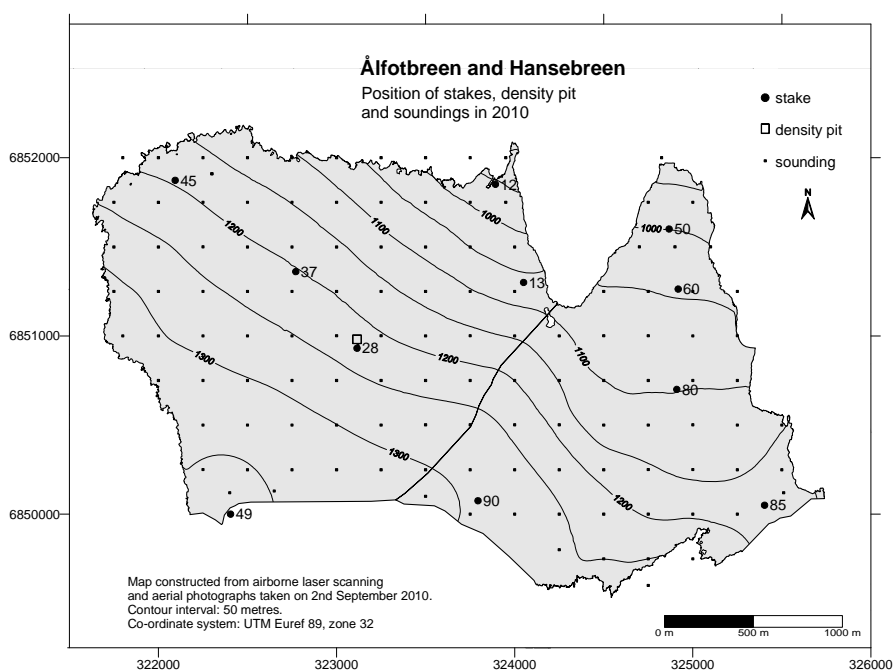 Ålfotbreen and Hansebreen
Position of stakes, density pit
and soundings in 2010
stake
density pit
sounding
N
6852000
6851000
6850000
45
12
1000
1200
1100
1000
50
37
13
60
28
1300
1200
1100
80
1300
1200
90
85
49
Map constructed from airborne laser scanning
and aerial photographs taken on 2nd September 2010.
Contour interval: 50 metres.
Co-ordinate system: UTM Euref 89, zone 32
0 m 500 m 1000 m
322000 323000 324000 325000 326000